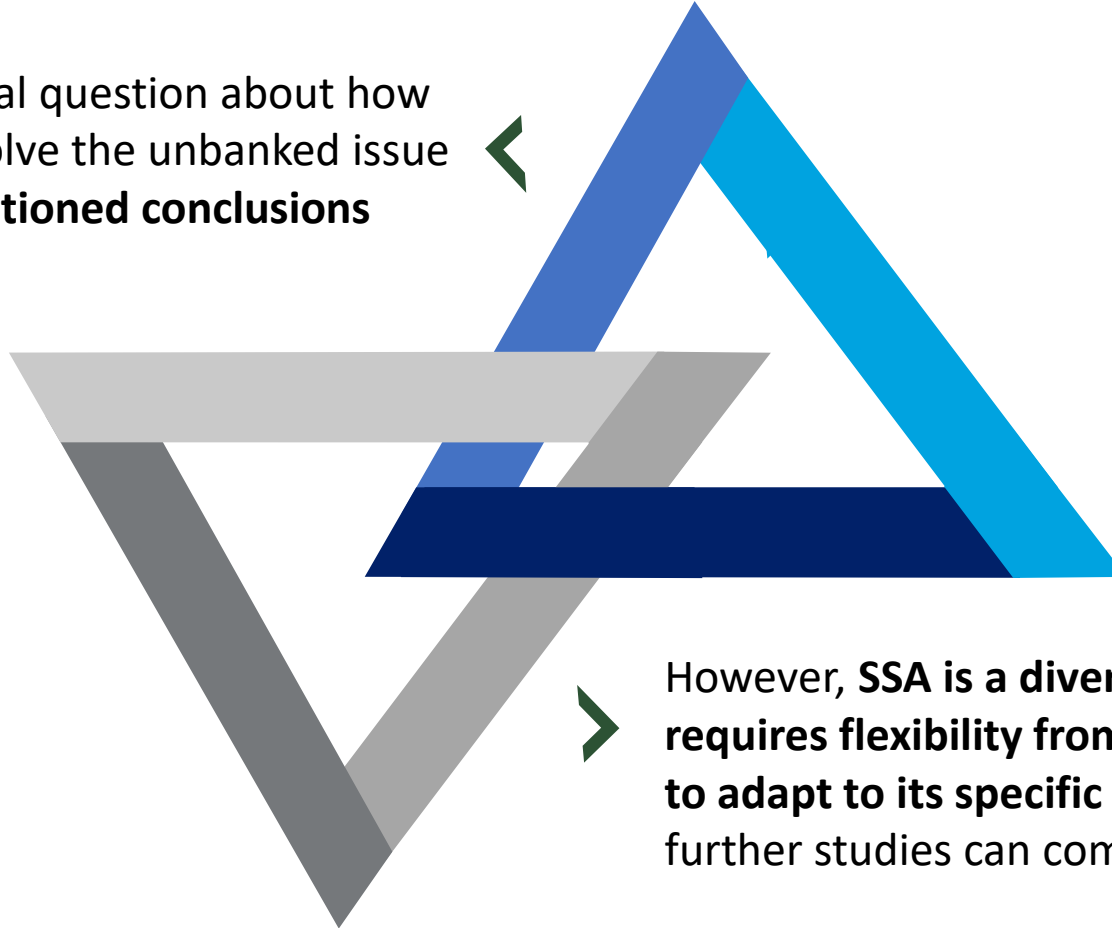 al question about how
olve the unbanked issue
tioned conclusions
However, SSA is a diver
requires flexibility from
to adapt to its specific
further studies can com